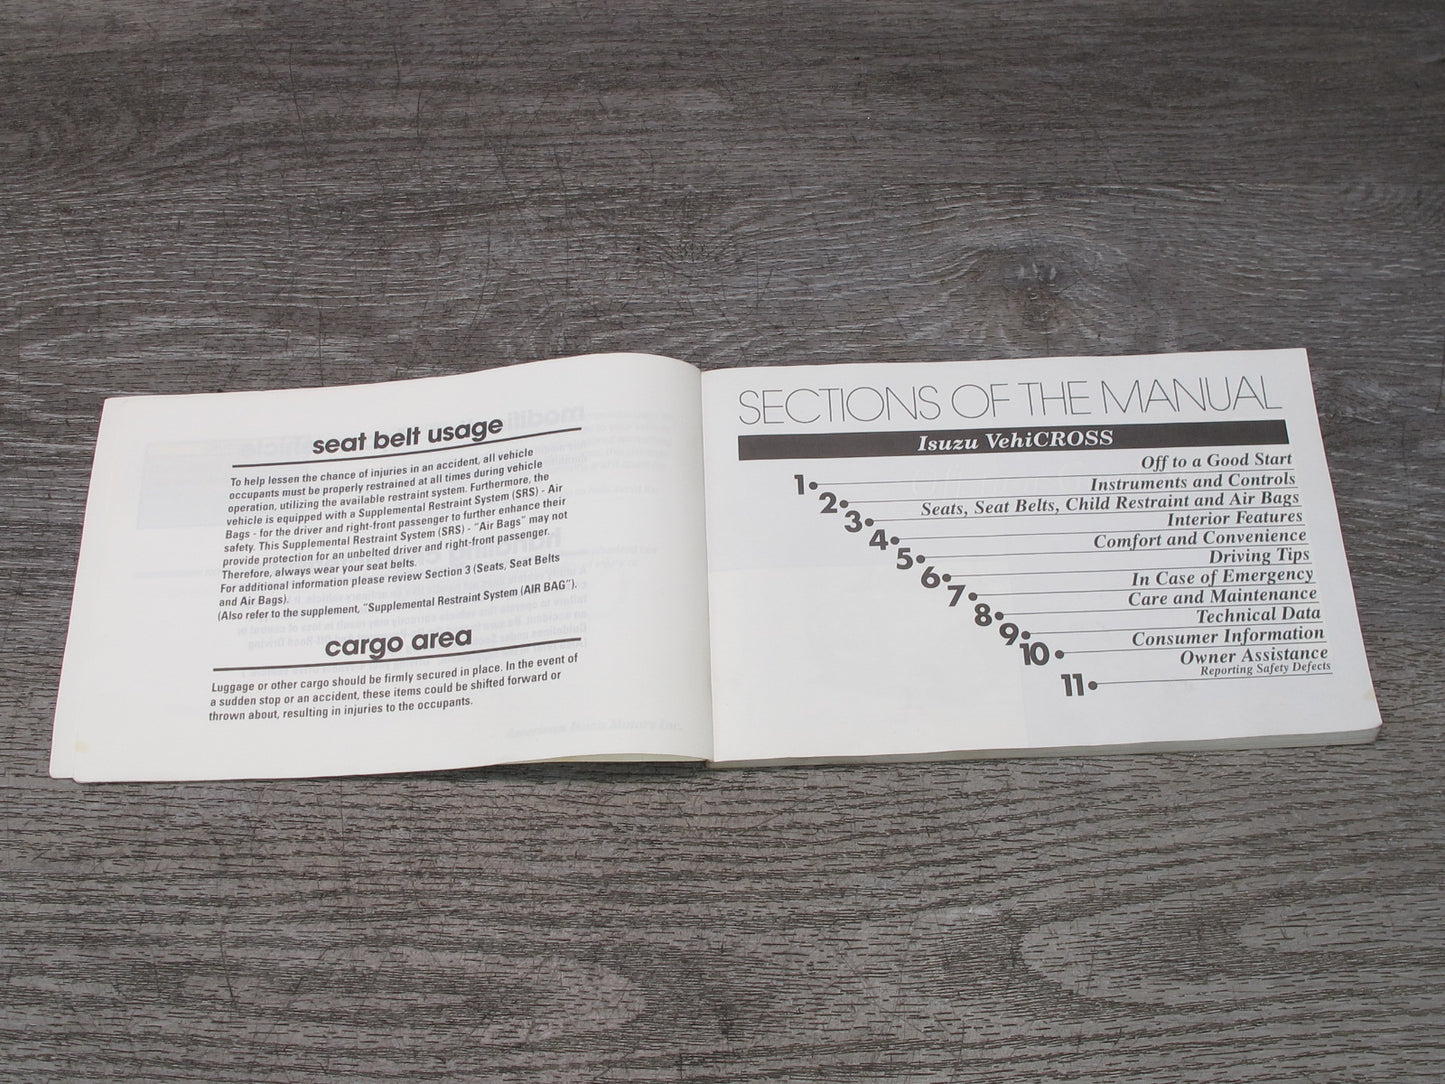 seat belt usage
To help lessen the chance of injuries in an accident, all vehicle
occupants must be properly restrained at all times during vehicle
operation, utilizing the available restraint system. Furthermore, the
vehicle is equipped with a Supplemental Restraint System (SRS) - Air
Bags - for the driver and right-front passenger to further enhance their
safety. This Supplemental Restraint System (SRS) - "Air Bags" may not
provide protection for an unbelted driver and right-front passenger.
Therefore, always wear your seat belts.
For additional information please review Section 3 (Seats, Seat Belts
and Air Bags).
(Also refer to the supplement, "Supplemental Restraint System (AIR BAG").
cargo area
Luggage or other cargo should be firmly secured in place. In the event of
a sudden stop or an accident, these items could be shifted forward or
thrown about, resulting in injuries to the occupants.
SECTIONS OF THE MANUAL
Isuzu VehiCROSS
1• Off to a Good Start
2• Instruments and Controls
3• Seats, Seat Belts, Child Restraint and Air Bags
4• Interior Features
5• Comfort and Convenience
6• Driving Tips
7• In Case of Emergency
8• Care and Maintenance
9• Technical Data
10• Consumer Information
11• Owner Assistance
Reporting Safety Defects